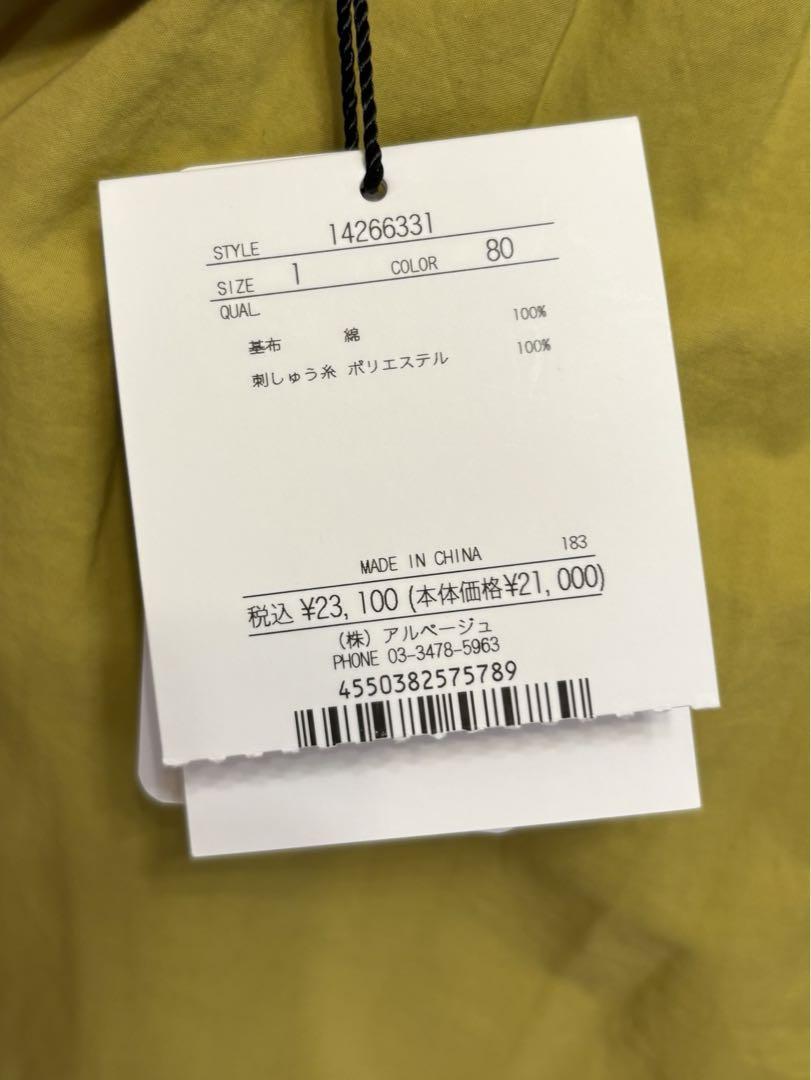 STYLE 14266331
SIZE 1 COLOR 80
QUAL.
基布 綿 100%
刺しゅう糸 ポリエステル 100%
MADE IN CHINA 183
税込 ¥23,100 (本体価格¥21,000)
(株) アルページュ
PHONE 03-3478-5963
4550382575789